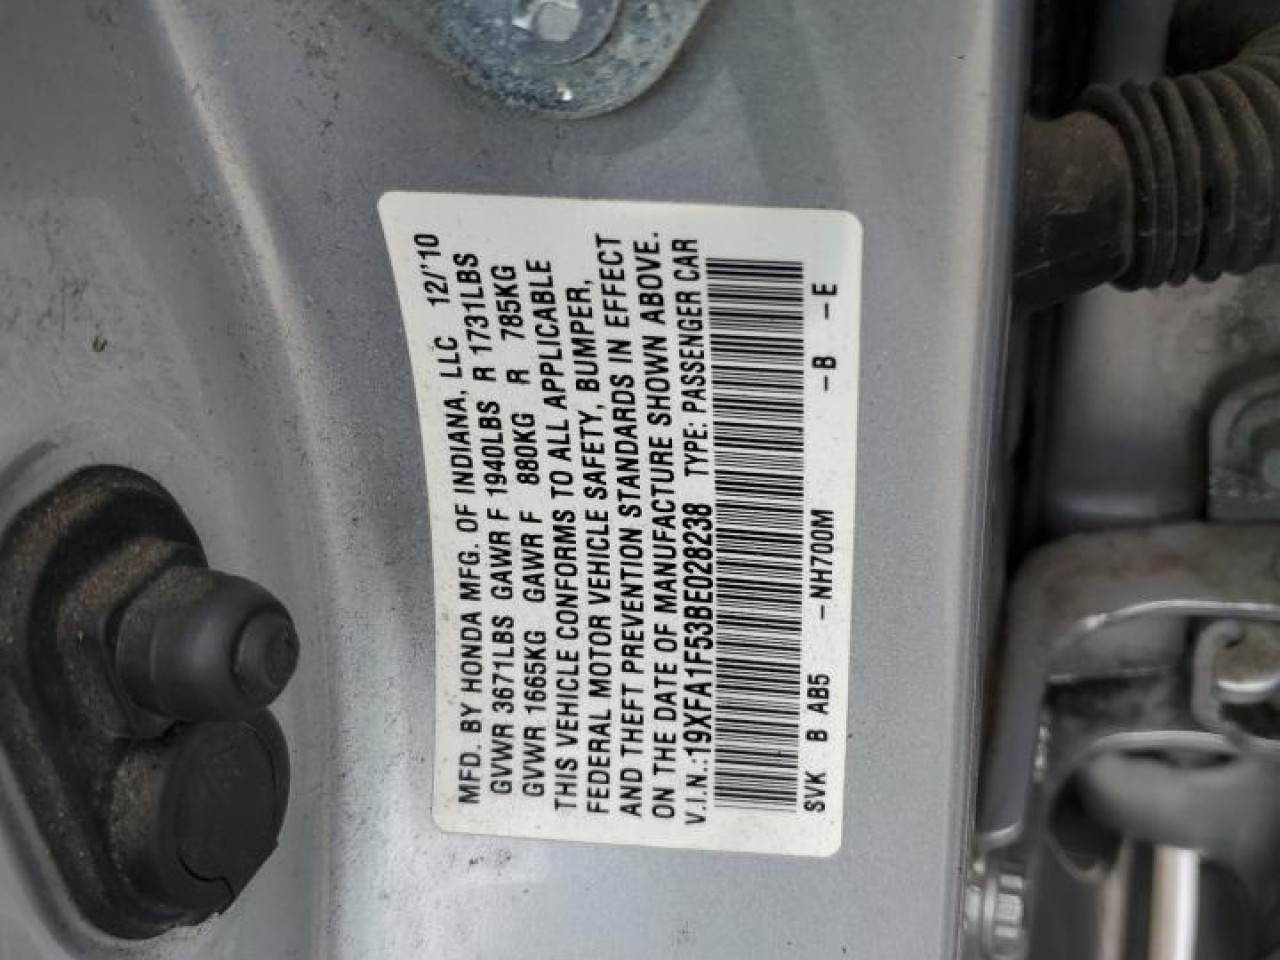 MFD. BY HONDA MFG. OF INDIANA, LLC 12/'10
GVWR 3671LBS GAWR F 1940LBS R 1731LBS
GVWR 1665KG GAWR F 880KG R 785KG
THIS VEHICLE CONFORMS TO ALL APPLICABLE
FEDERAL MOTOR VEHICLE SAFETY, BUMPER,
AND THEFT PREVENTION STANDARDS IN EFFECT
ON THE DATE OF MANUFACTURE SHOWN ABOVE.
V.I.N.:19XFA1F53BE028238 TYPE: PASSENGER CAR
SVK B AB5 -NH700M -B -E